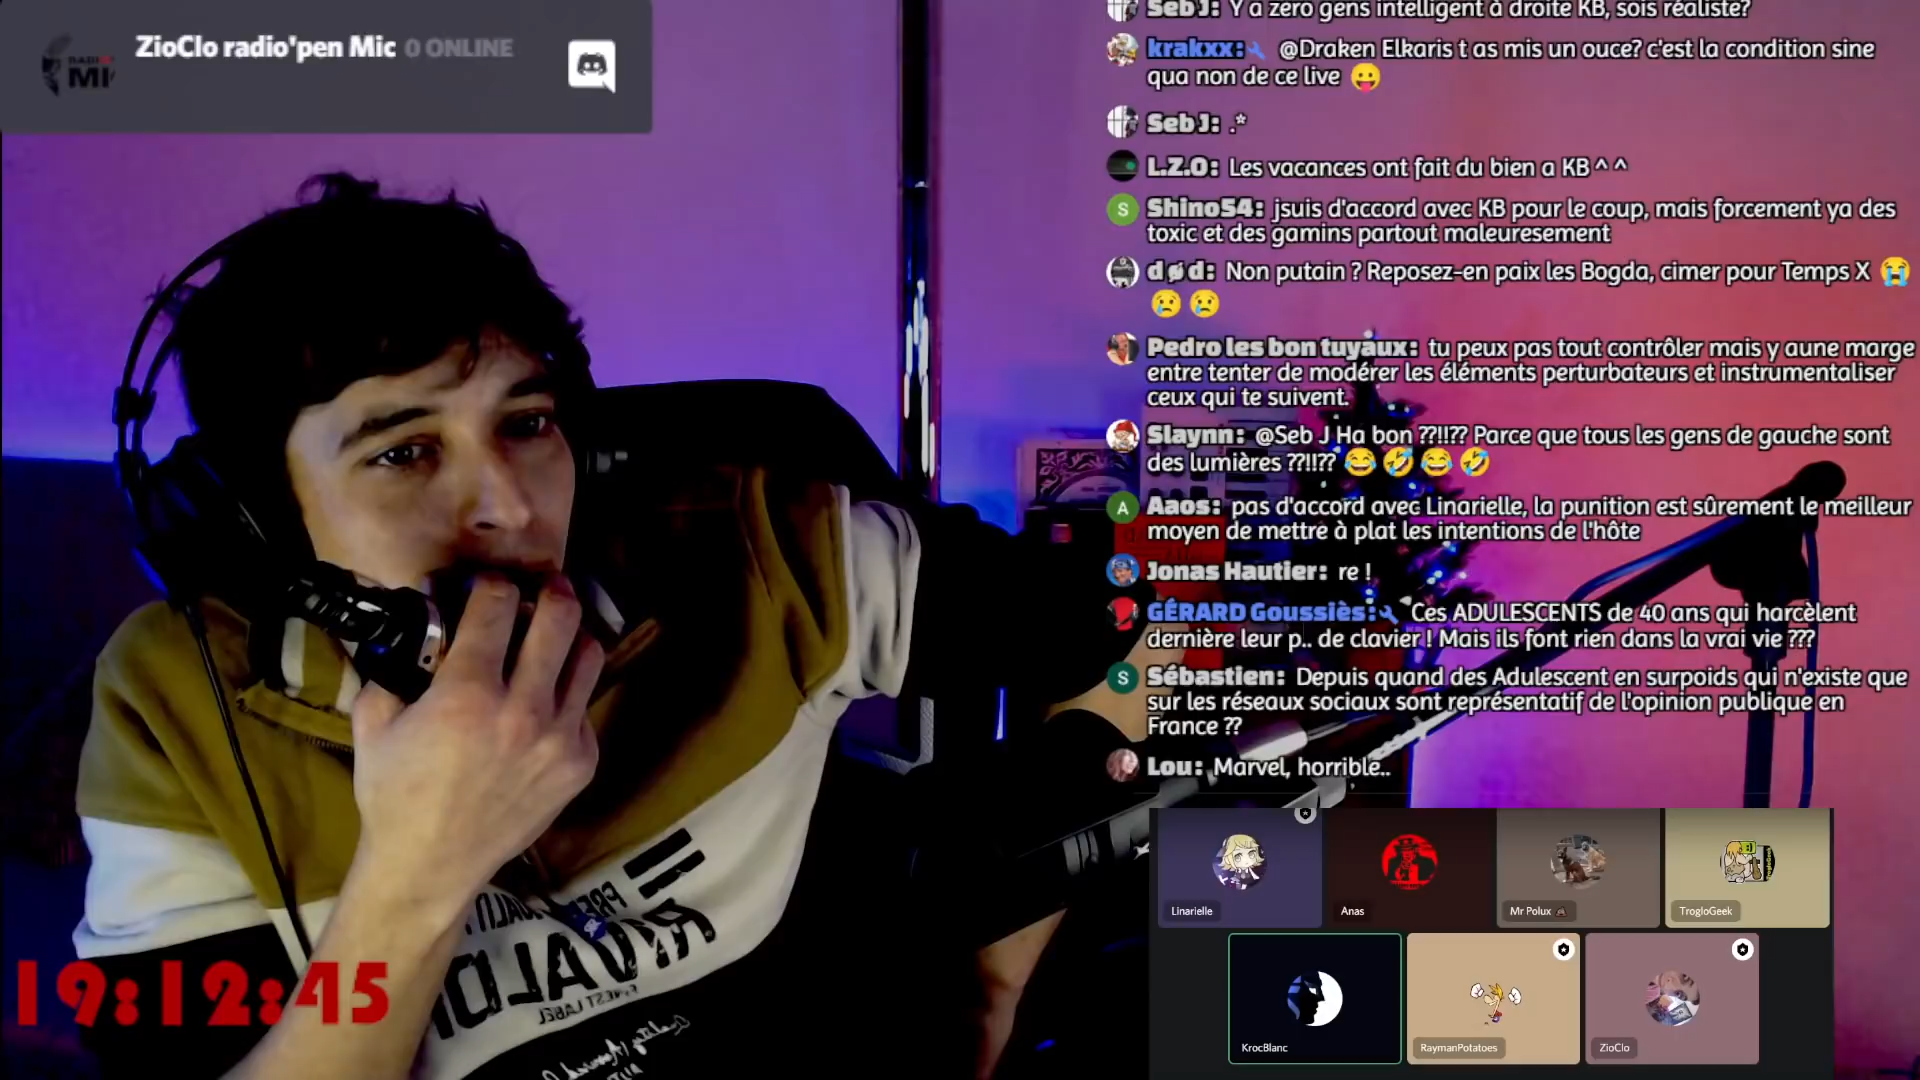 ZioClo radio'pen Mic 0 ONLINE
MI
Seb J: Y a zero gens intelligent à droite KB, sois réaliste?
krakxx: @Draken Elkaris t as mis un ouce? c'est la condition sine
qua non de ce live 😛
Seb J: .*
L.Z.O: Les vacances ont fait du bien a KB ^ ^
Shino54: jsuis d'accord avec KB pour le coup, mais forcement ya des
toxic et des gamins partout maleuresement
død: Non putain ? Reposez-en paix les Bogda, cimer pour Temps X 😭
😢 😢
Pedro les bon tuyaux: tu peux pas tout contrôler mais y aune marge
entre tenter de modérer les éléments perturbateurs et instrumentaliser
ceux qui te suivent.
Slaynn: @Seb J Ha bon ??!!?? Parce que tous les gens de gauche sont
des lumières ??!!?? 😂 🤣 😂 🤣
Aaos: pas d'accord avec Linarielle, la punition est sûrement le meilleur
moyen de mettre à plat les intentions de l'hôte
Jonas Hautier: re !
GÉRARD Goussiès: Ces ADULESCENTS de 40 ans qui harcèlent
dernière leur p.. de clavier ! Mais ils font rien dans la vrai vie ???
Sébastien: Depuis quand des Adulescent en surpoids qui n'existe que
sur les réseaux sociaux sont représentatif de l'opinion publique en
France ??
Lou: Marvel, horrible..
Linarielle
Anas
Mr Polux
TrogloGeek
KrocBlanc
RaymanPotatoes
ZioClo
19:12:45